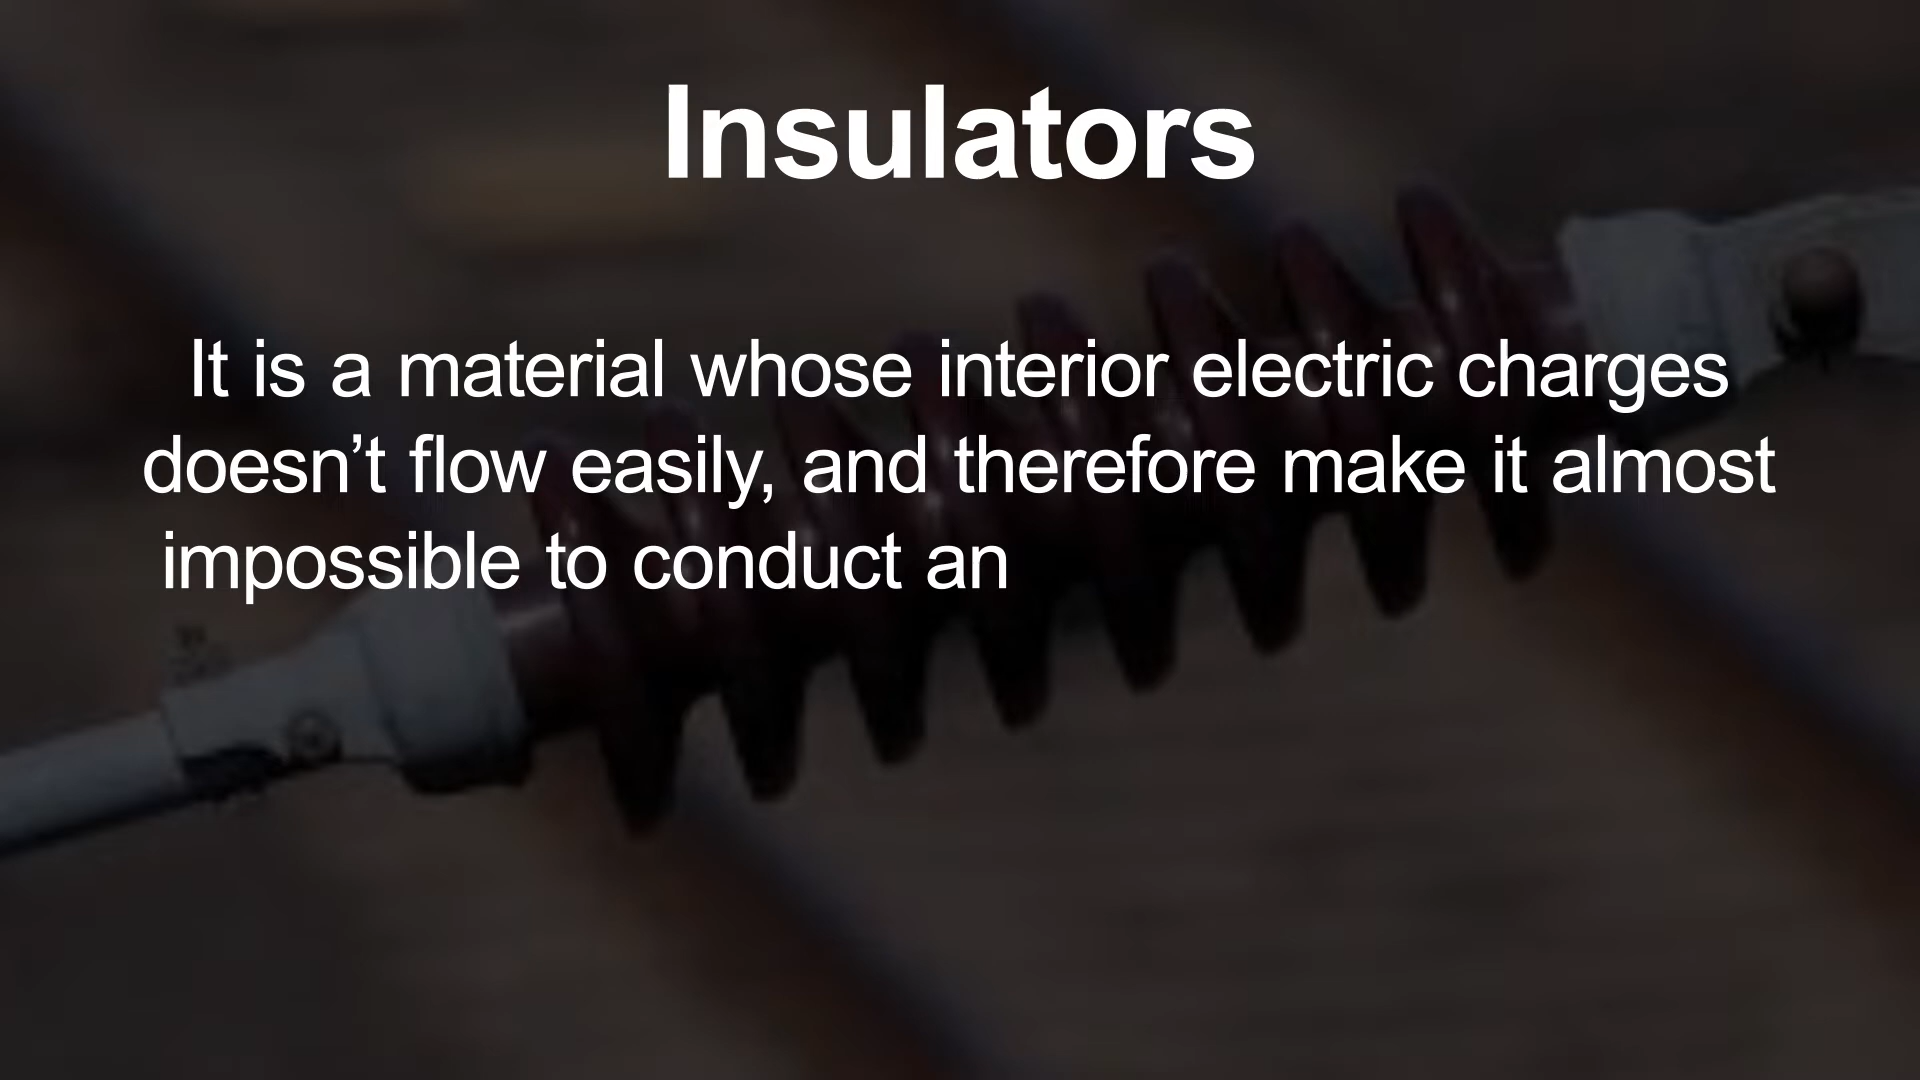 Insulators
It is a material whose interior electric charges
doesn’t flow easily, and therefore make it almost
impossible to conduct an